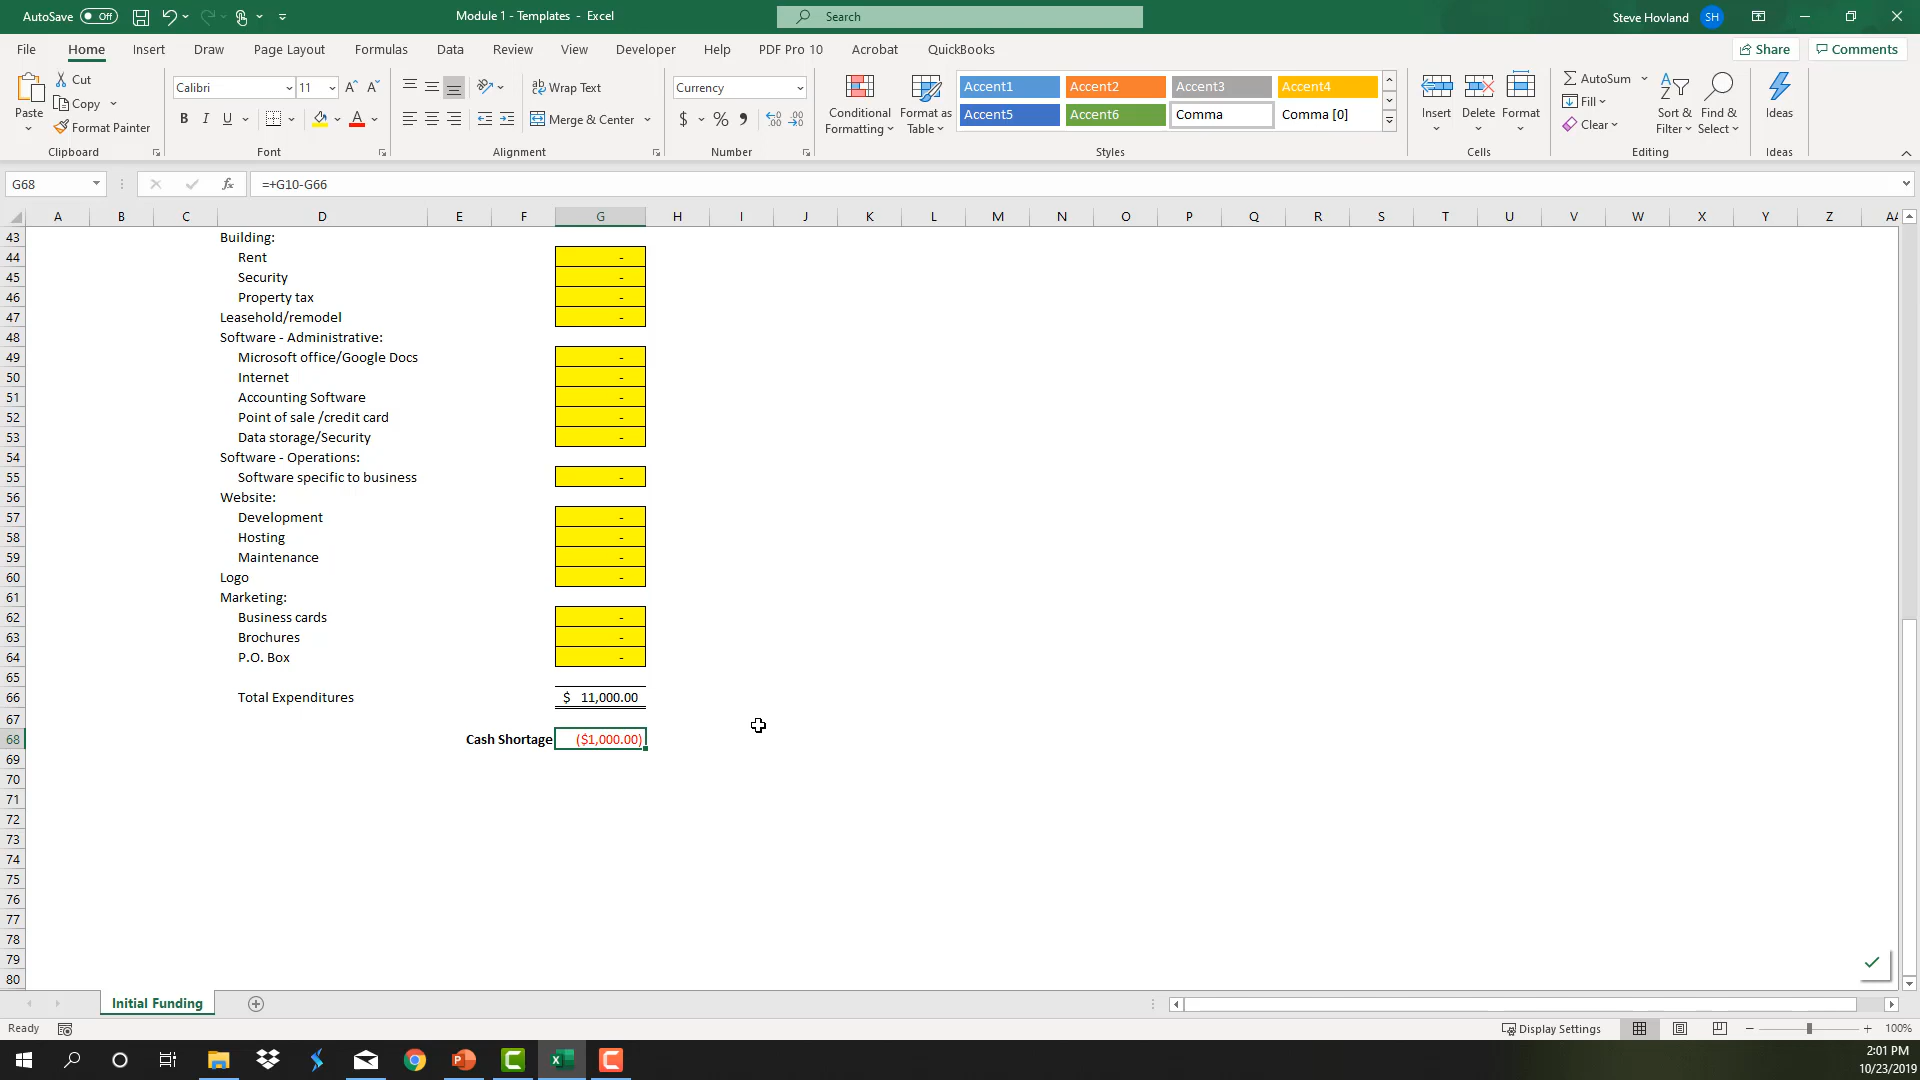 AutoSave Off Module 1 - Templates - Excel Search Steve Hovland SH
File Home Insert Draw Page Layout Formulas Data Review View Developer Help PDF Pro 10 Acrobat QuickBooks Share Comments
Paste
Cut
Copy
Format Painter
Clipboard
Calibri 11
B I U
Font
Wrap Text
Merge & Center
Alignment
Currency
$ % ,
Number
Conditional Formatting
Format as Table
Accent1 Accent2 Accent3 Accent4
Accent5 Accent6 Comma Comma [0]
Styles
Insert Delete Format
Cells
AutoSum
Fill
Clear
Sort & Filter
Find & Select
Editing
Ideas
Ideas
G68 fx =+G10-G66
A B C D E F G H I J K L M N O P Q R S T U V W X Y Z AA
43 Building:
44 Rent -
45 Security -
46 Property tax -
47 Leasehold/remodel -
48 Software - Administrative:
49 Microsoft office/Google Docs -
50 Internet -
51 Accounting Software -
52 Point of sale /credit card -
53 Data storage/Security -
54 Software - Operations:
55 Software specific to business -
56 Website:
57 Development -
58 Hosting -
59 Maintenance -
60 Logo -
61 Marketing:
62 Business cards -
63 Brochures -
64 P.O. Box -
65
66 Total Expenditures $ 11,000.00
67
68 Cash Shortage ($1,000.00)
69
70
71
72
73
74
75
76
77
78
79
80
Initial Funding
Ready Display Settings 100%
2:01 PM
10/23/2019